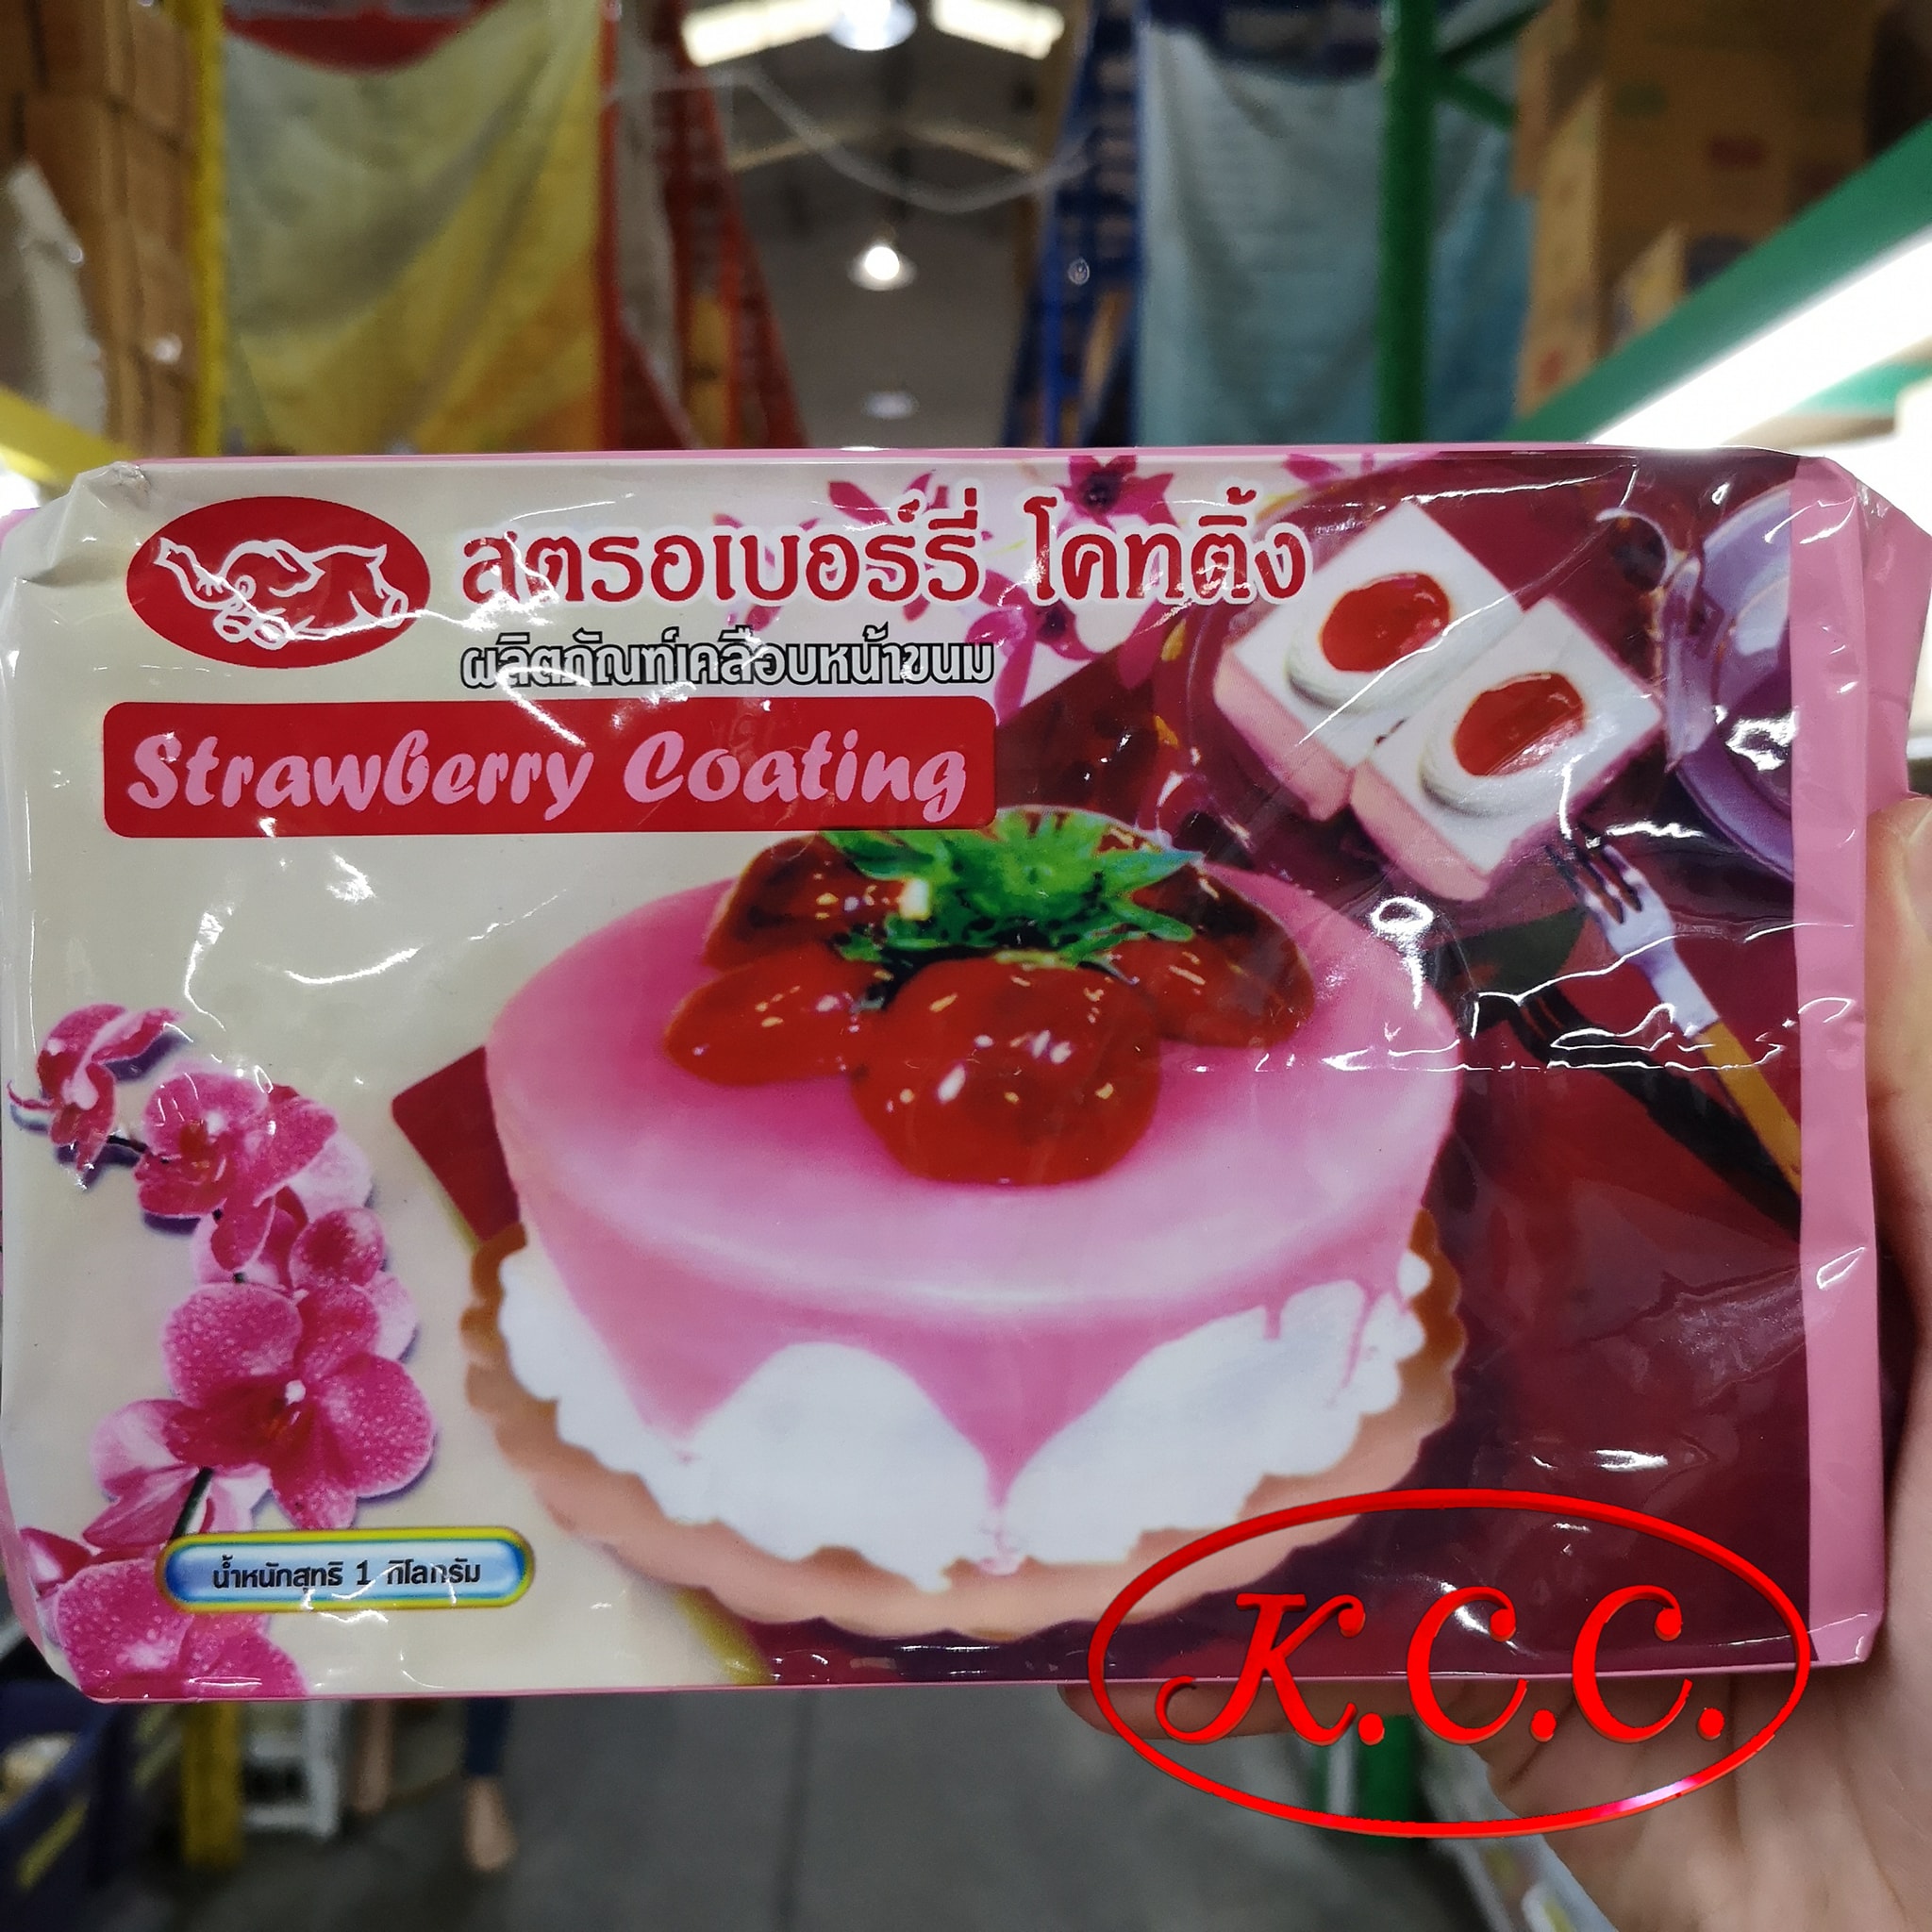 สตรอเบอร์รี่ โคทติ้ง
ผลิตภัณฑ์เคลือบหน้าขนม
Strawberry Coating
น้ำหนักสุทธิ 1 กิโลกรัม
K.C.C.